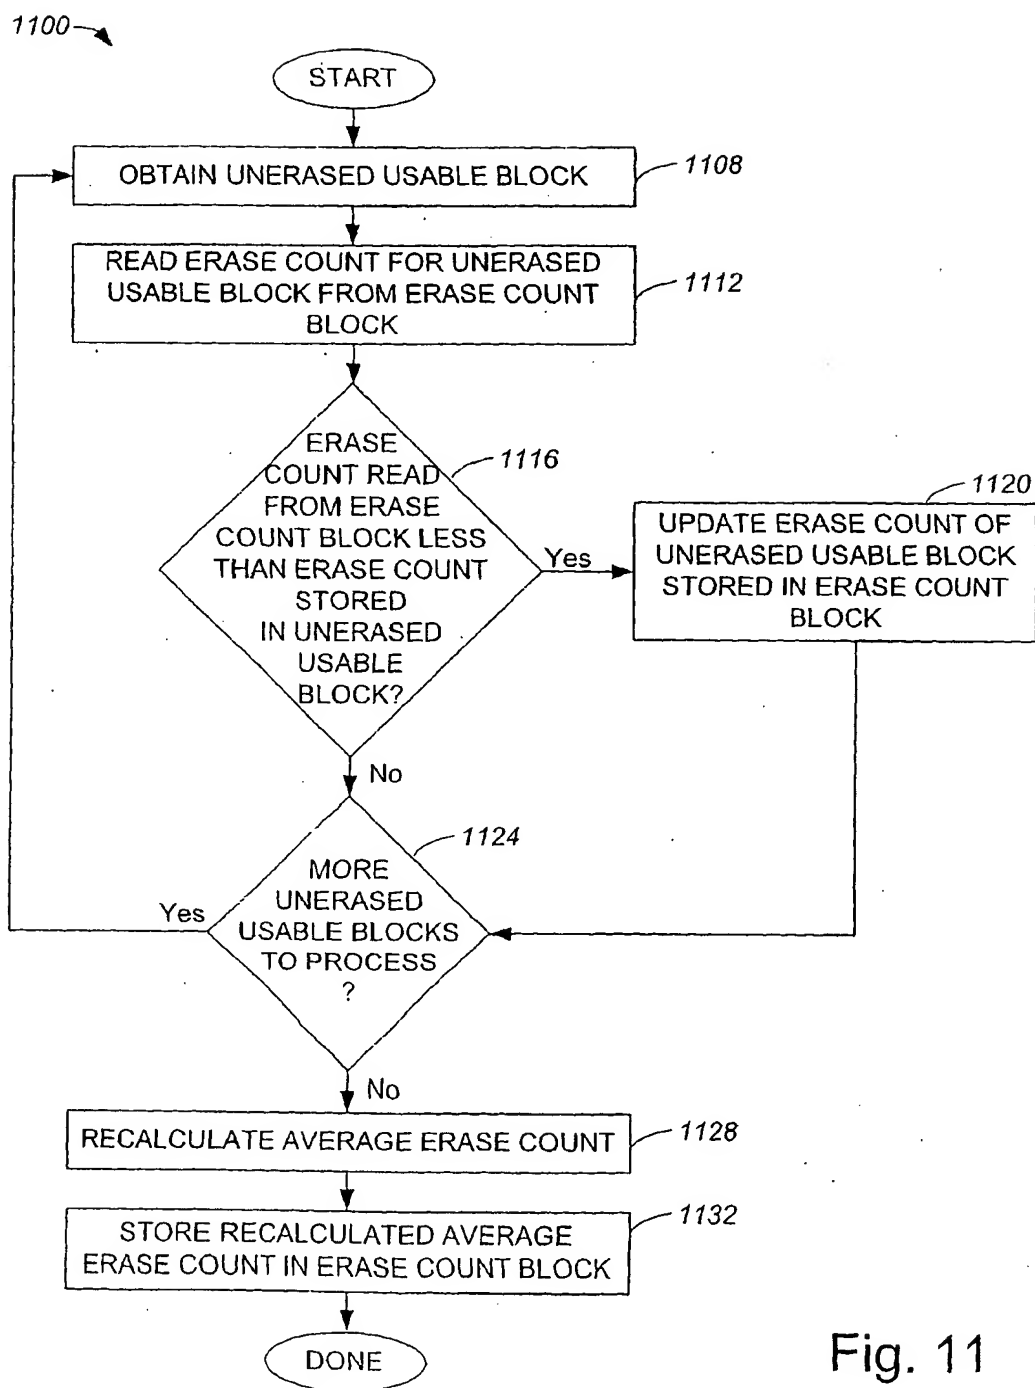 1100
START
OBTAIN UNERASED USABLE BLOCK
1108
READ ERASE COUNT FOR UNERASED
USABLE BLOCK FROM ERASE COUNT
BLOCK
1112
ERASE
COUNT READ
FROM ERASE
COUNT BLOCK LESS
THAN ERASE COUNT
STORED
IN UNERASED
USABLE
BLOCK?
1116
Yes
1120
UPDATE ERASE COUNT OF
UNERASED USABLE BLOCK
STORED IN ERASE COUNT
BLOCK
No
1124
MORE
UNERASED
USABLE BLOCKS
TO PROCESS
?
Yes
No
RECALCULATE AVERAGE ERASE COUNT
1128
STORE RECALCULATED AVERAGE
ERASE COUNT IN ERASE COUNT BLOCK
1132
DONE
Fig. 11